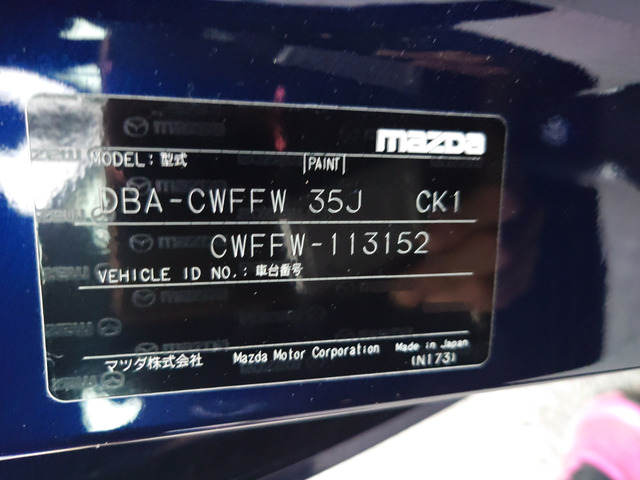 mazda
MODEL: 型式 PAINT
DBA-CWFFW 35J CK1
CWFFW-113152
VEHICLE ID NO.: 車台番号
マツダ株式会社 Mazda Motor Corporation Made in Japan
(N173)